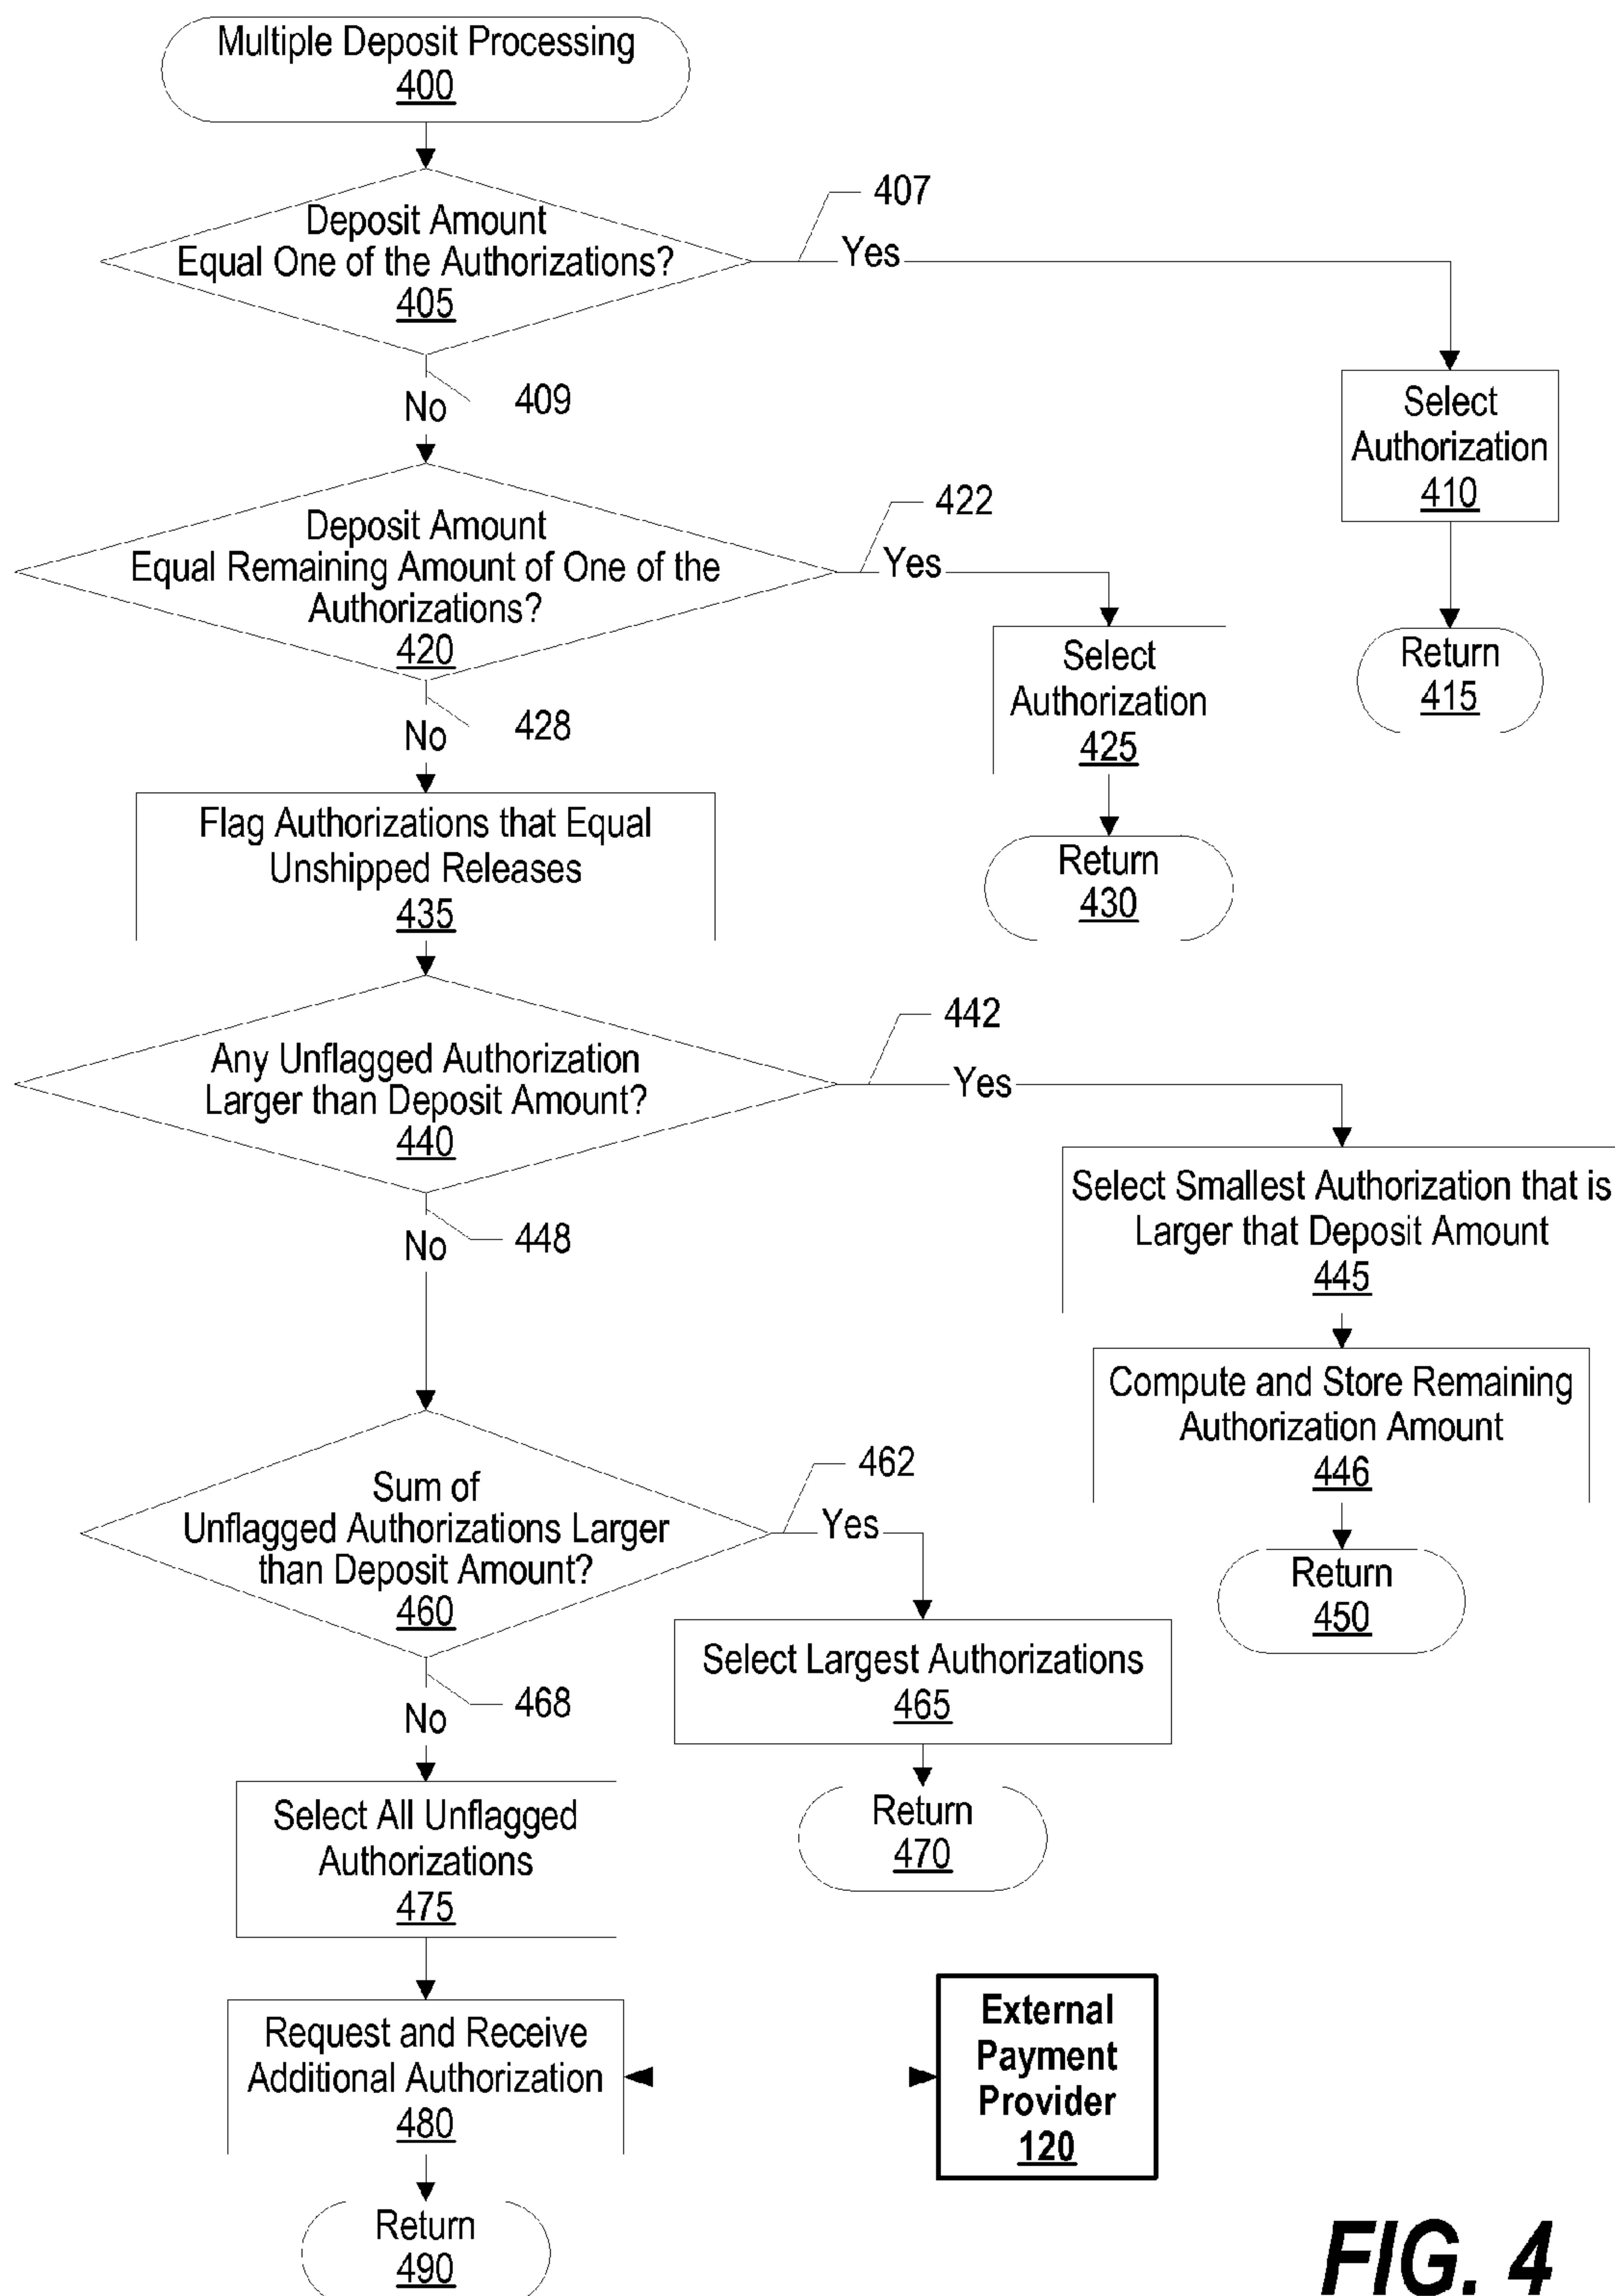 Multiple Deposit Processing
400
407
Deposit Amount
Equal One of the Authorizations?
405
Yes
409
No
Select
Authorization
410
422
Deposit Amount
Equal Remaining Amount of One of the
Authorizations?
420
Yes
Return
415
Select
Authorization
425
428
No
Flag Authorizations that Equal
Unshipped Releases
435
Return
430
442
Any Unflagged Authorization
Larger than Deposit Amount?
440
Yes
Select Smallest Authorization that is
Larger that Deposit Amount
445
448
No
Compute and Store Remaining
Authorization Amount
446
462
Sum of
Unflagged Authorizations Larger
than Deposit Amount?
460
Yes
Return
450
Select Largest Authorizations
465
468
No
Select All Unflagged
Authorizations
475
Return
470
Request and Receive
Additional Authorization
480
External
Payment
Provider
120
Return
490
FIG. 4